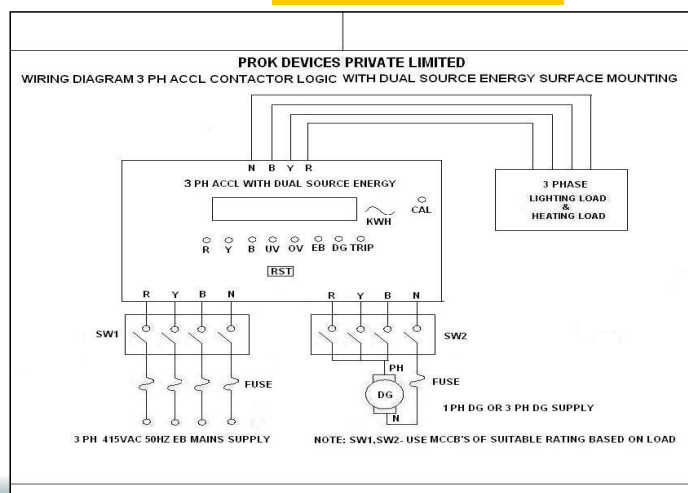 PROK DEVICES PRIVATE LIMITED
WIRING DIAGRAM 3 PH ACCL CONTACTOR LOGIC WITH DUAL SOURCE ENERGY SURFACE MOUNTING
N B Y R
3 PH ACCL WITH DUAL SOURCE ENERGY
KWH
CAL
R Y B UV OV EB DG TRIP
RST
3 PHASE
LIGHTING LOAD
&
HEATING LOAD
R Y B N
R Y B N
SW1
SW2
FUSE
PH
FUSE
DG
N
1 PH DG OR 3 PH DG SUPPLY
3 PH 415VAC 50HZ EB MAINS SUPPLY
NOTE: SW1,SW2- USE MCCB'S OF SUITABLE RATING BASED ON LOAD